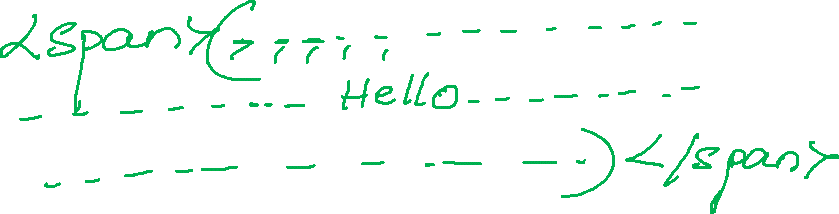 <span>(, , , , , - - - - - - - -
- - - - - - - - Hello - - - - - - - -
- - - - - - - - - - - -)</span>